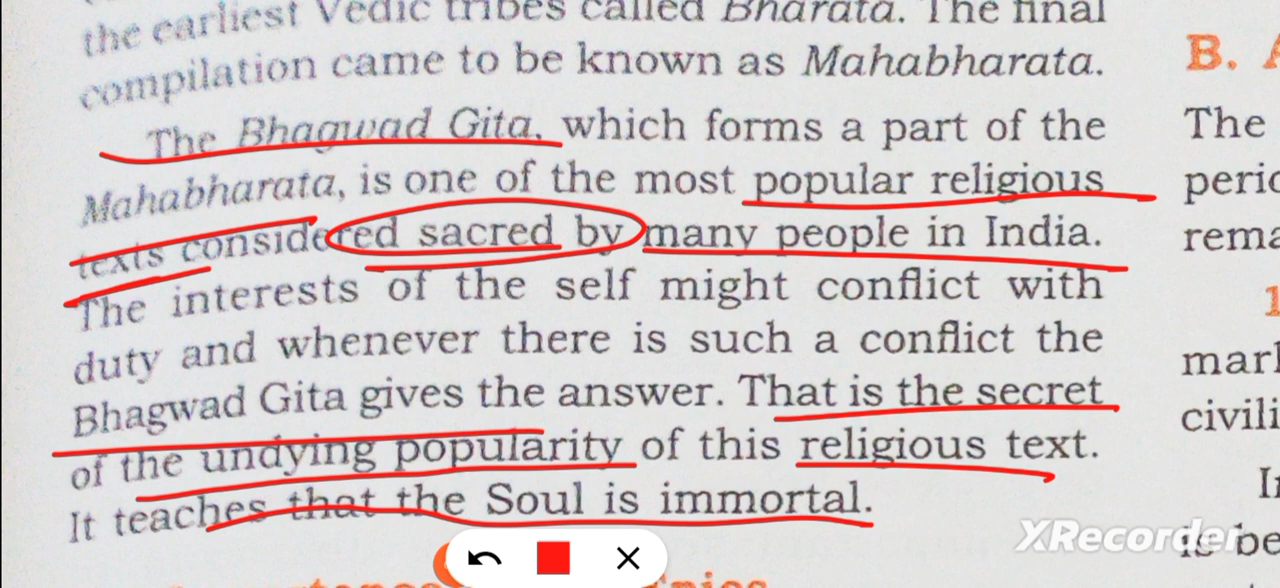 the earliest Vedic tribes called Bharata. The final
compilation came to be known as Mahabharata.
The Bhagwad Gita, which forms a part of the
Mahabharata, is one of the most popular religious
texts considered sacred by many people in India.
The interests of the self might conflict with
duty and whenever there is such a conflict the
Bhagwad Gita gives the answer. That is the secret
of the undying popularity of this religious text.
It teaches that the Soul is immortal.
B.
The
rema
1
civili
is be
XRecorder